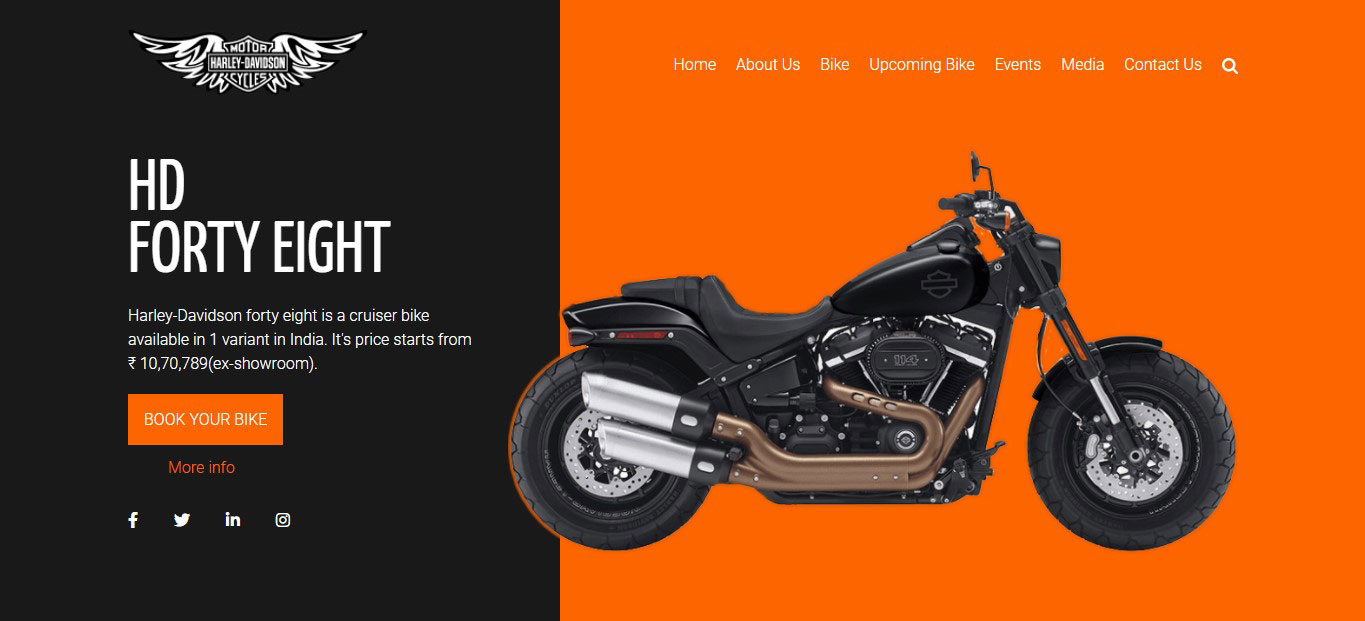 MOTOR
HARLEY-DAVIDSON
CYCLES
Home About Us Bike Upcoming Bike Events Media Contact Us
HD
FORTY EIGHT
Harley-Davidson forty eight is a cruiser bike
available in 1 variant in India. It's price starts from
₹ 10,70,789(ex-showroom).
BOOK YOUR BIKE
More info
114